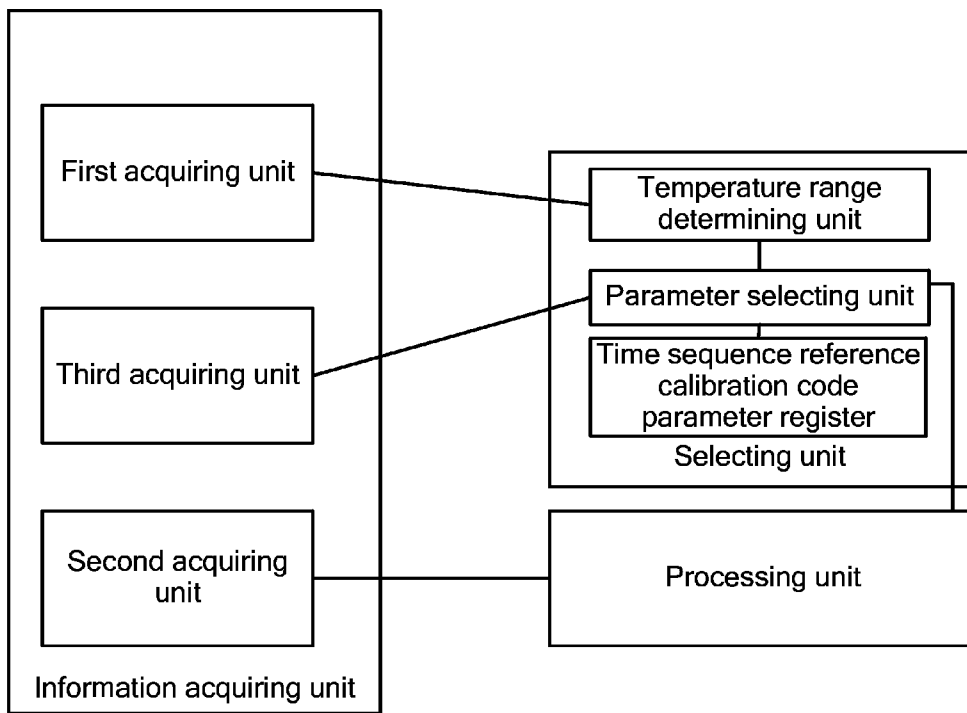 First acquiring unit
Third acquiring unit
Second acquiring
unit
Information acquiring unit
Temperature range
determining unit
Parameter selecting unit
Time sequence reference
calibration code
parameter register
Selecting unit
Processing unit